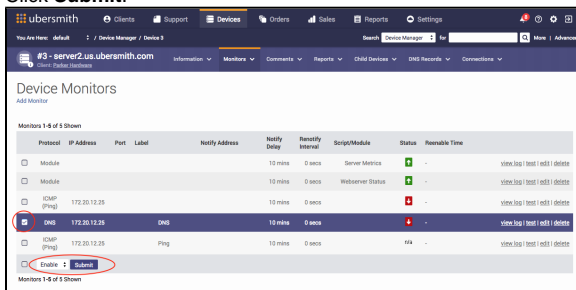 Click Submit.
ubersmith Clients Support Devices Orders Sales Reports Settings
You Are Here: default / Device Manager / Device 3 Search Device Manager for More | Advanced
#3 - server2.us.ubersmith.com Information Monitors Comments Reports Child Devices DNS Records Connections
Client: Parker Hardware
Device Monitors
Add Monitor
Monitors 1-5 of 5 Shown
Protocol IP Address Port Label Notify Address Notify Delay Renotify Interval Script/Module Status Reenable Time
Module 10 mins 0 secs Server Metrics - view log | test | edit | delete
Module 10 mins 0 secs Webserver Status - view log | test | edit | delete
ICMP (Ping) 172.20.12.25 10 mins 0 secs - view log | test | edit | delete
DNS 172.20.12.25 DNS 10 mins 0 secs - view log | test | edit | delete
ICMP (Ping) 172.20.12.25 Ping 10 mins 0 secs n/a - view log | test | edit | delete
Enable Submit
Monitors 1-5 of 5 Shown